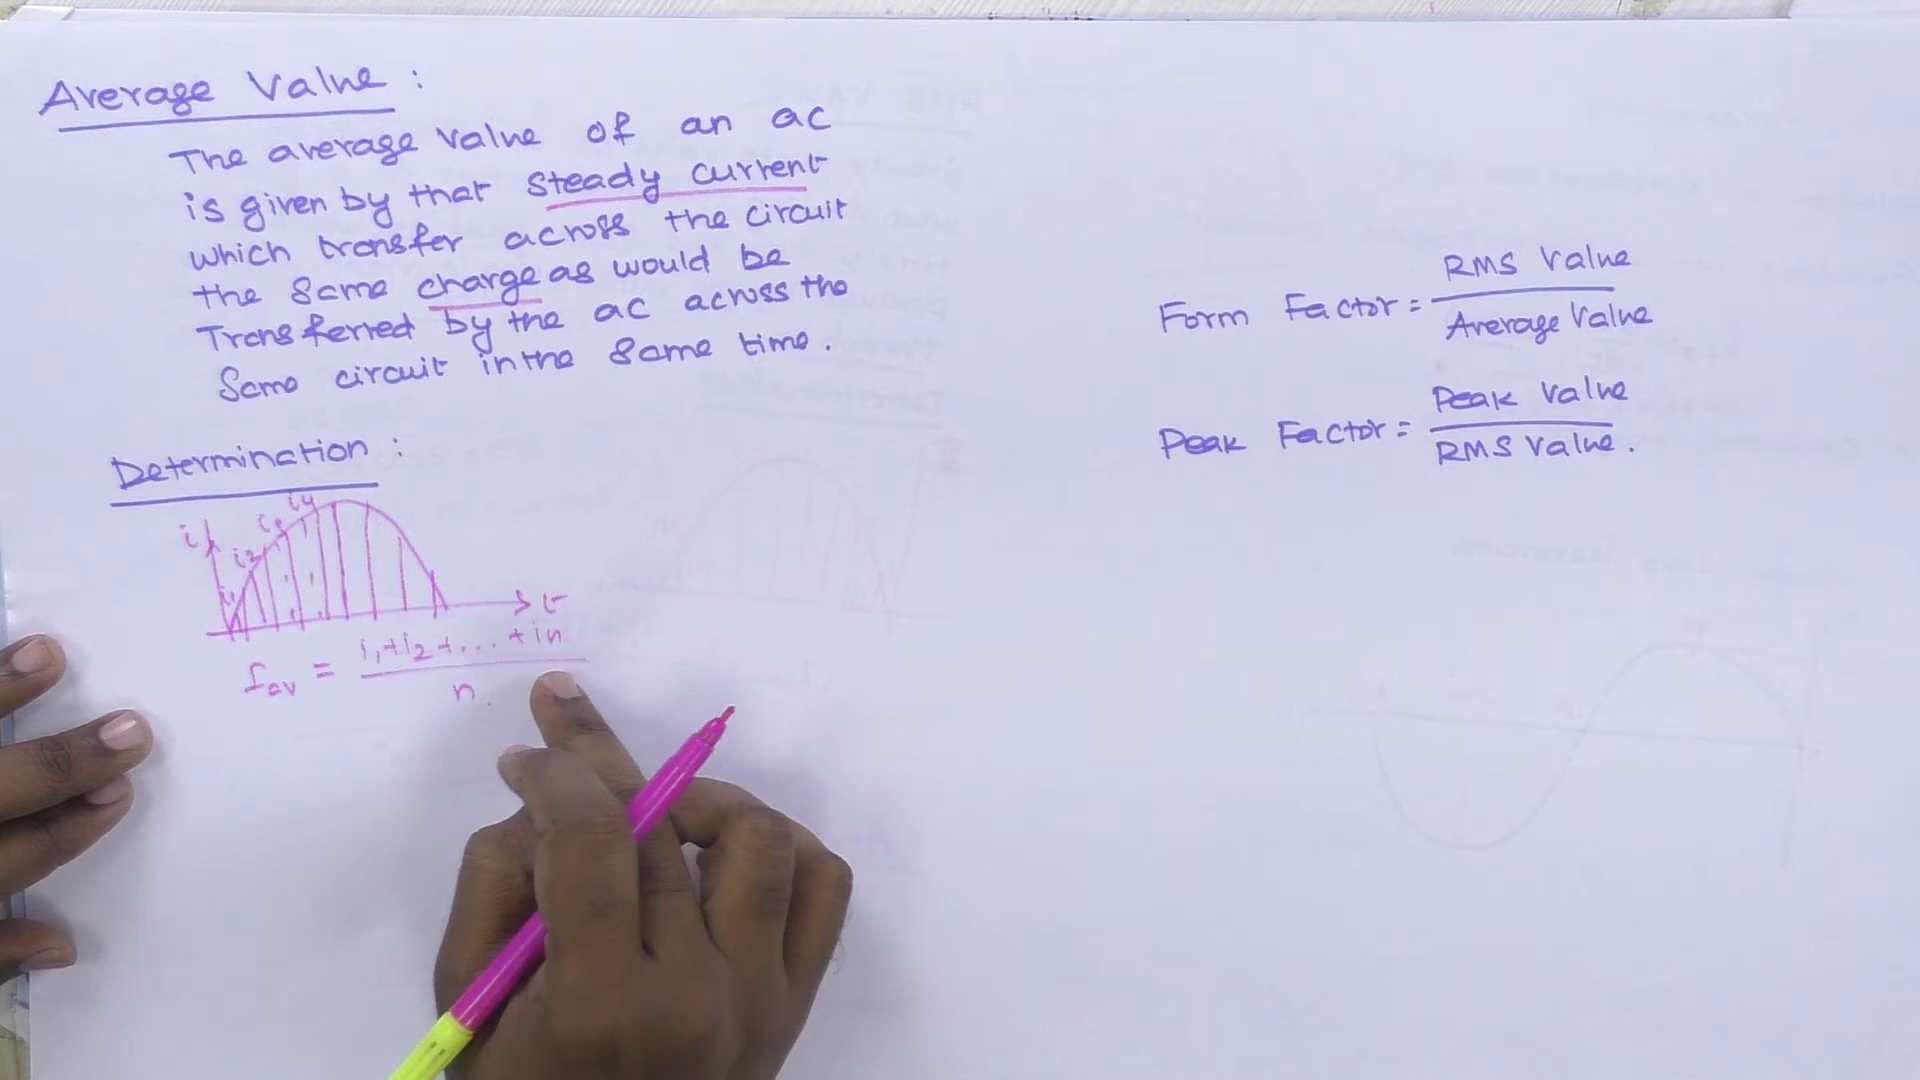 Average Value :
The average value of an ac
is given by that steady current
which transfer across the circuit
the same charge as would be
Transferred by the ac across the
Same circuit in the same time.
Determination :
i
i1
i2
i3
i4
t
Iav = i1+i2+...+in
n.
Form Factor = RMS Value
Average Value
Peak Factor = Peak Value
RMS Value.